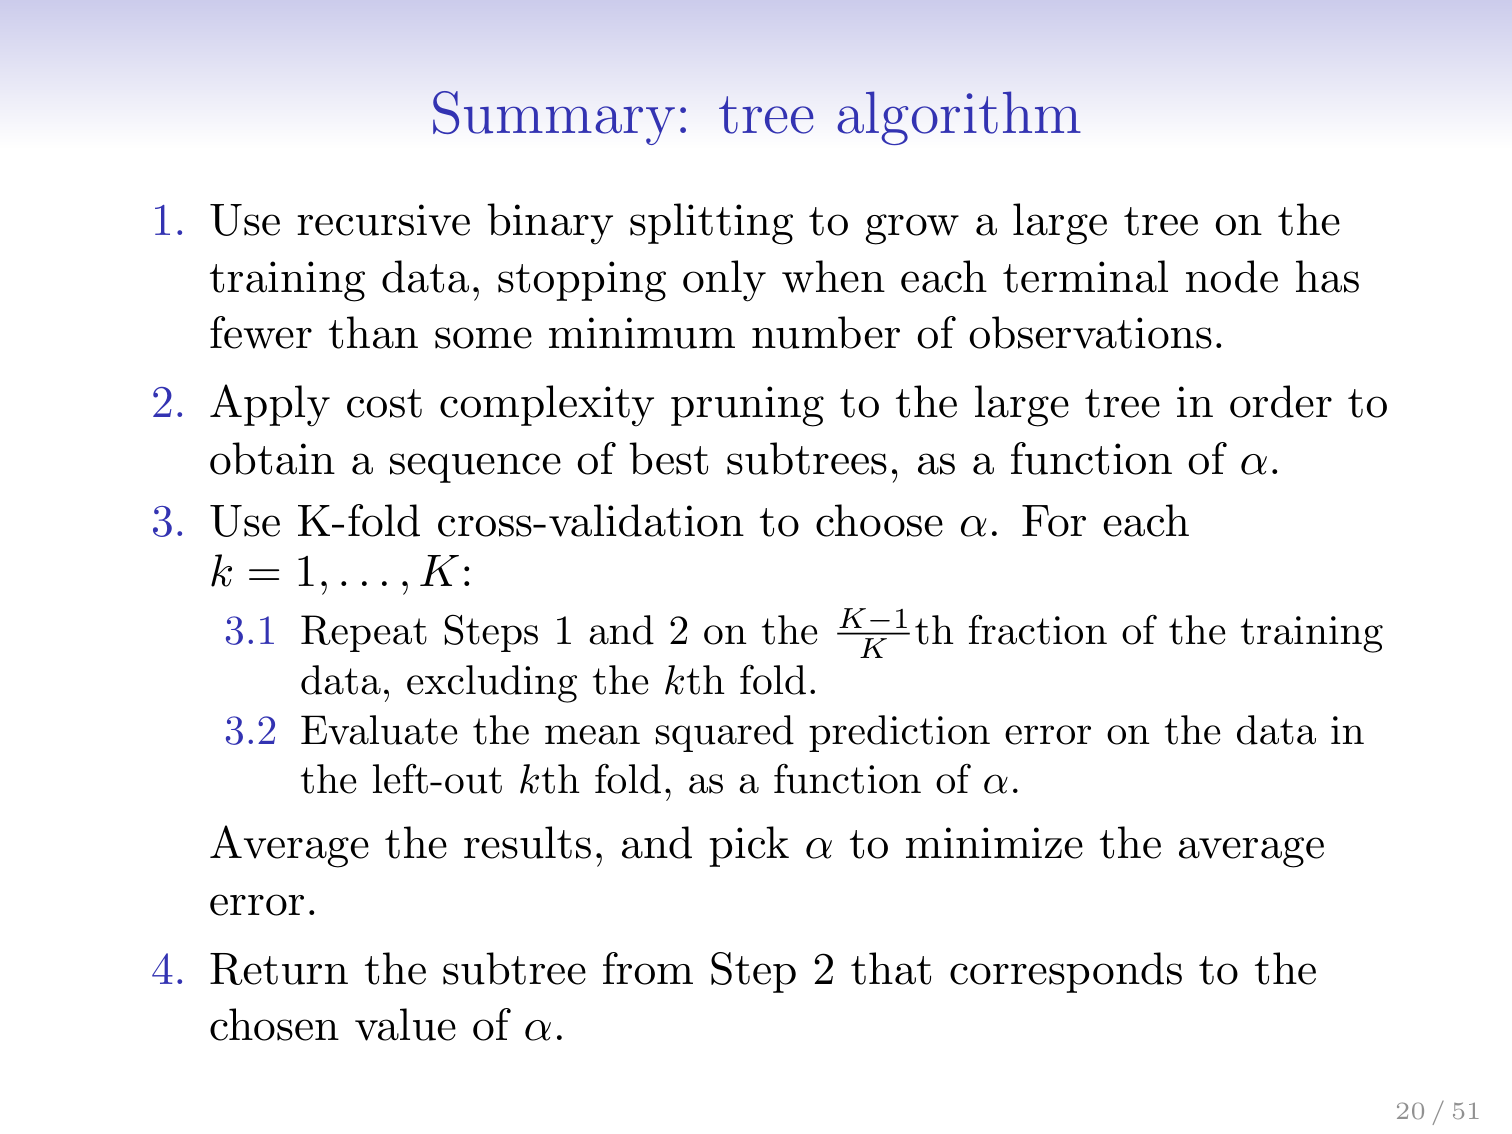 Summary: tree algorithm
1. Use recursive binary splitting to grow a large tree on the
training data, stopping only when each terminal node has
fewer than some minimum number of observations.
2. Apply cost complexity pruning to the large tree in order to
obtain a sequence of best subtrees, as a function of α.
3. Use K-fold cross-validation to choose α. For each
k = 1, . . . , K:
3.1 Repeat Steps 1 and 2 on the \frac{K−1}{K}th fraction of the training
data, excluding the kth fold.
3.2 Evaluate the mean squared prediction error on the data in
the left-out kth fold, as a function of α.
Average the results, and pick α to minimize the average
error.
4. Return the subtree from Step 2 that corresponds to the
chosen value of α.
20 / 51